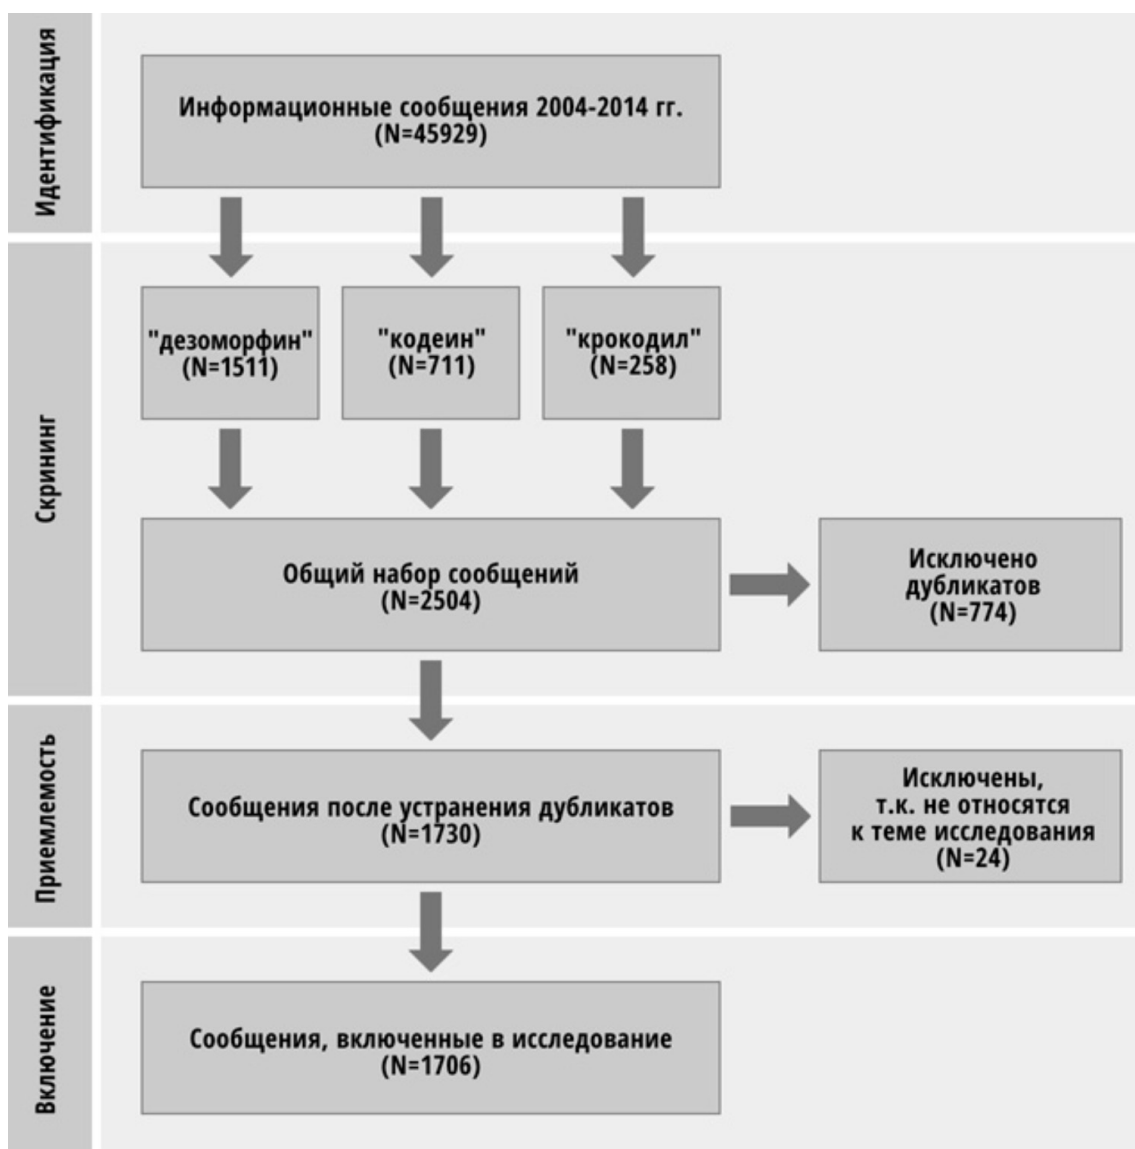 Идентификация
Информационные сообщения 2004-2014 гг.
(N=45929)
Скрининг
"дезоморфин"
(N=1511)
"кодеин"
(N=711)
"крокодил"
(N=258)
Общий набор сообщений
(N=2504)
Исключено
дубликатов
(N=774)
Приемлемость
Сообщения после устранения дубликатов
(N=1730)
Исключены,
т.к. не относятся
к теме исследования
(N=24)
Включение
Сообщения, включенные в исследование
(N=1706)